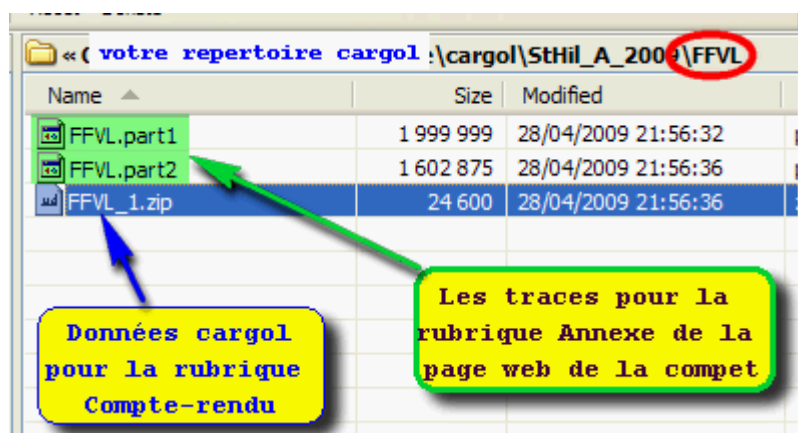 « votre repertoire cargol :\cargol\StHil_A_2009\FFVL
Name Size Modified
FFVL.part1 1 999 999 28/04/2009 21:56:32
FFVL.part2 1 602 875 28/04/2009 21:56:36
FFVL_1.zip 24 600 28/04/2009 21:56:36
Les traces pour la
rubrique Annexe de la
page web de la compet
Données cargol
pour la rubrique
Compte-rendu